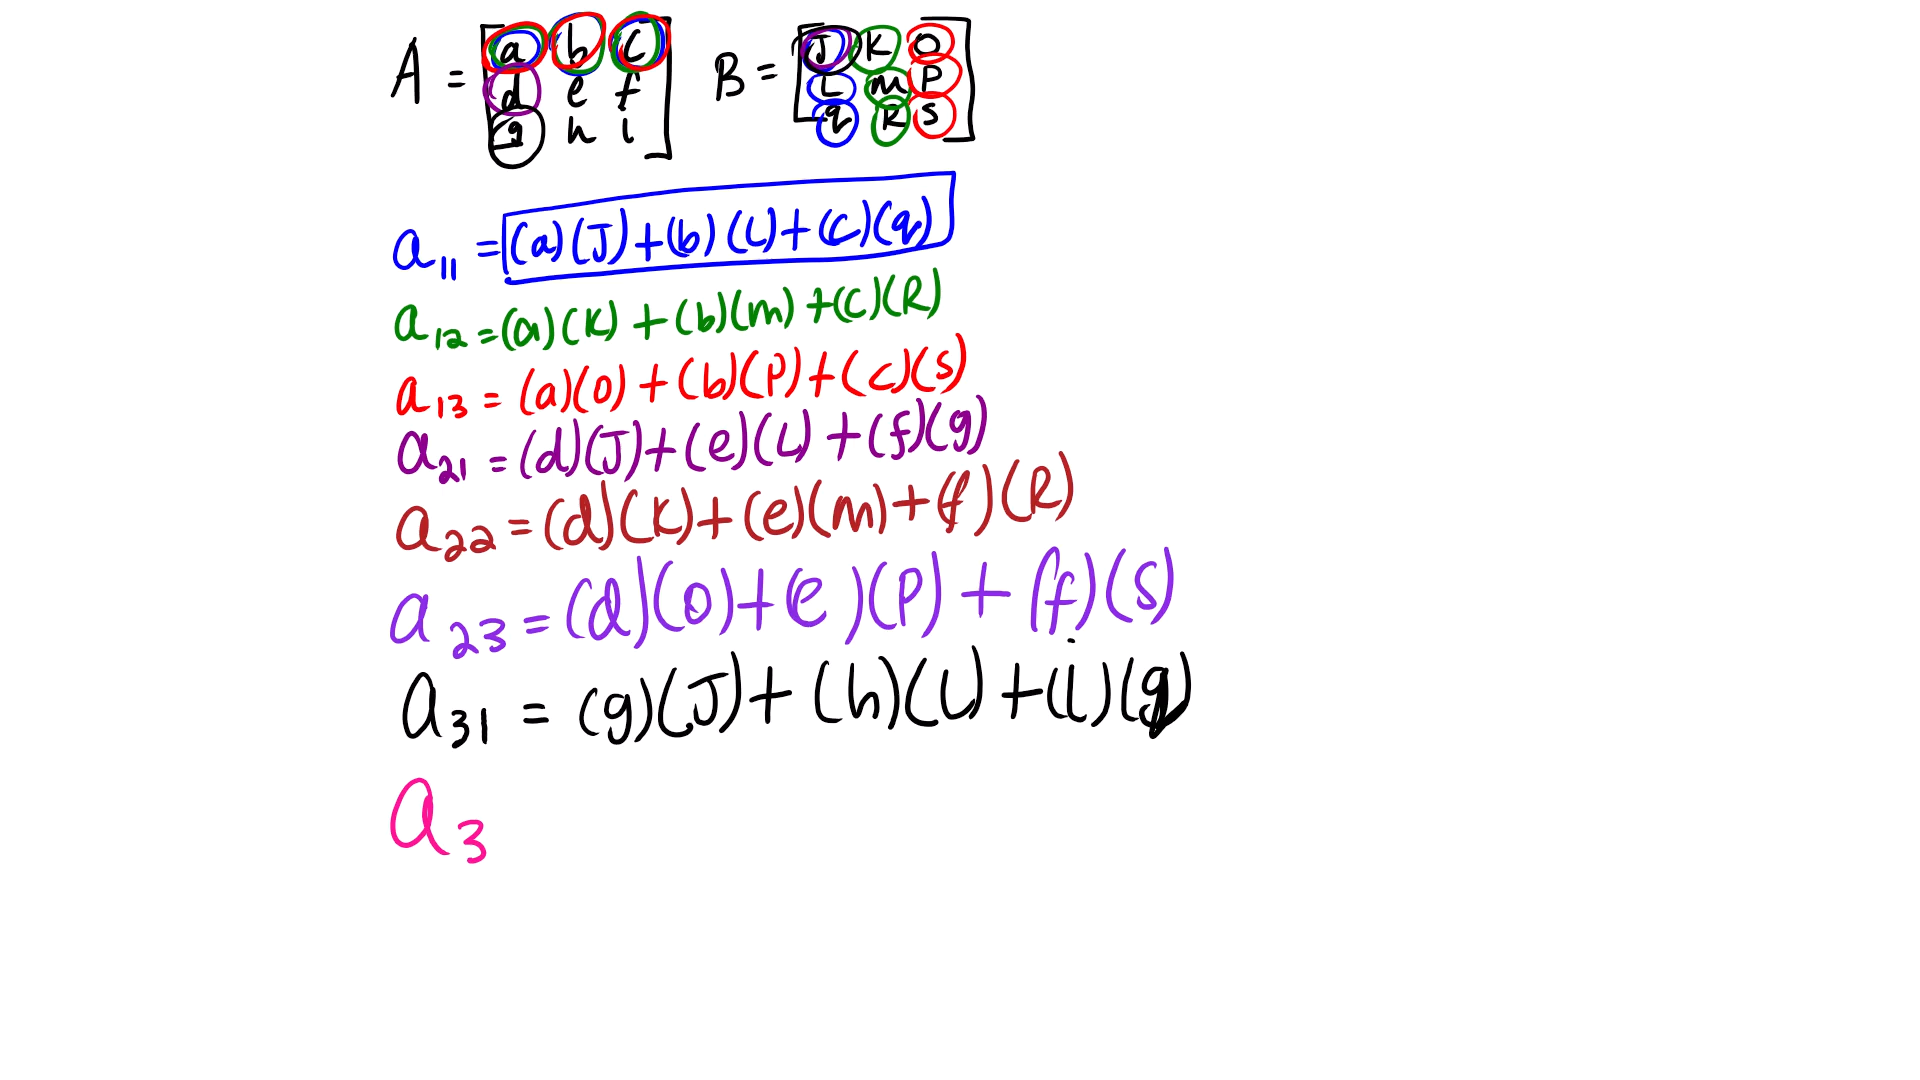 A = [a b c B = [J K O
d e f] L m P
g h i q R s]
a11 = (a)(J)+(b)(L)+(c)(q)
a12 =(a)(K)+(b)(m)+(c)(R)
a13 = (a)(o)+(b)(P)+(c)(s)
a21 = (d)(J)+(e)(L)+(f)(g)
a22 = (d)(K)+(e)(m)+(f)(R)
a23 = (d)(o)+(e)(P)+(f)(s)
a31 = (g)(J)+(h)(L)+(i)(q)
a3